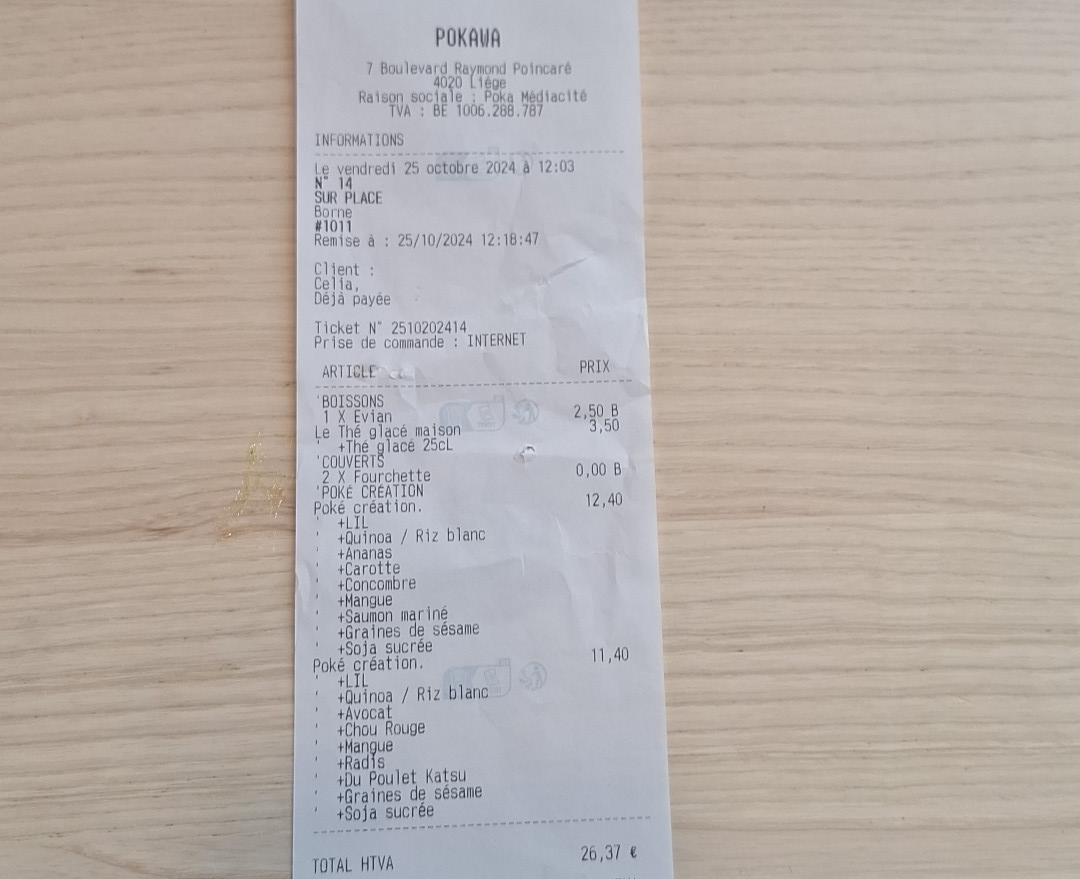 POKAWA
7 Boulevard Raymond Poincaré
4020 Liège
Raison sociale : Poka Médiacité
TVA : BE 1006.288.787
INFORMATIONS
Le vendredi 25 octobre 2024 à 12:03
N° 14
SUR PLACE
Borne
#1011
Remise à : 25/10/2024 12:18:47
Client :
Celia,
Déjà payée
Ticket N° 2510202414
Prise de commande : INTERNET
ARTICLE PRIX
'BOISSONS
1 X Evian 2,50 B
Le Thé glacé maison 3,50
' +Thé glacé 25cL
'COUVERTS
2 X Fourchette 0,00 B
'POKÉ CRÉATION
Poké création. 12,40
' +LIL
' +Quinoa / Riz blanc
' +Ananas
' +Carotte
' +Concombre
' +Mangue
' +Saumon mariné
' +Graines de sésame
' +Soja sucrée
Poké création. 11,40
' +LIL
' +Quinoa / Riz blanc
' +Avocat
' +Chou Rouge
' +Mangue
' +Radis
' +Du Poulet Katsu
' +Graines de sésame
' +Soja sucrée
TOTAL HTVA 26,37 €